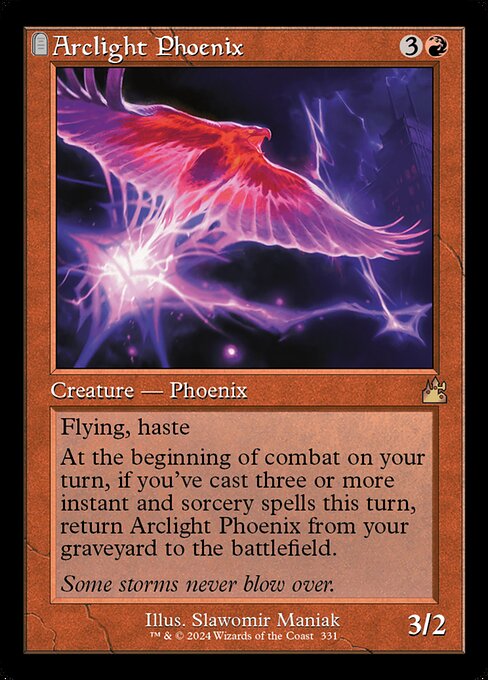 Arclight Phoenix 3
Creature — Phoenix
Flying, haste
At the beginning of combat on your
turn, if you've cast three or more
instant and sorcery spells this turn,
return Arclight Phoenix from your
graveyard to the battlefield.
Some storms never blow over.
Illus. Slawomir Maniak
™ & © 2024 Wizards of the Coast 331
3/2